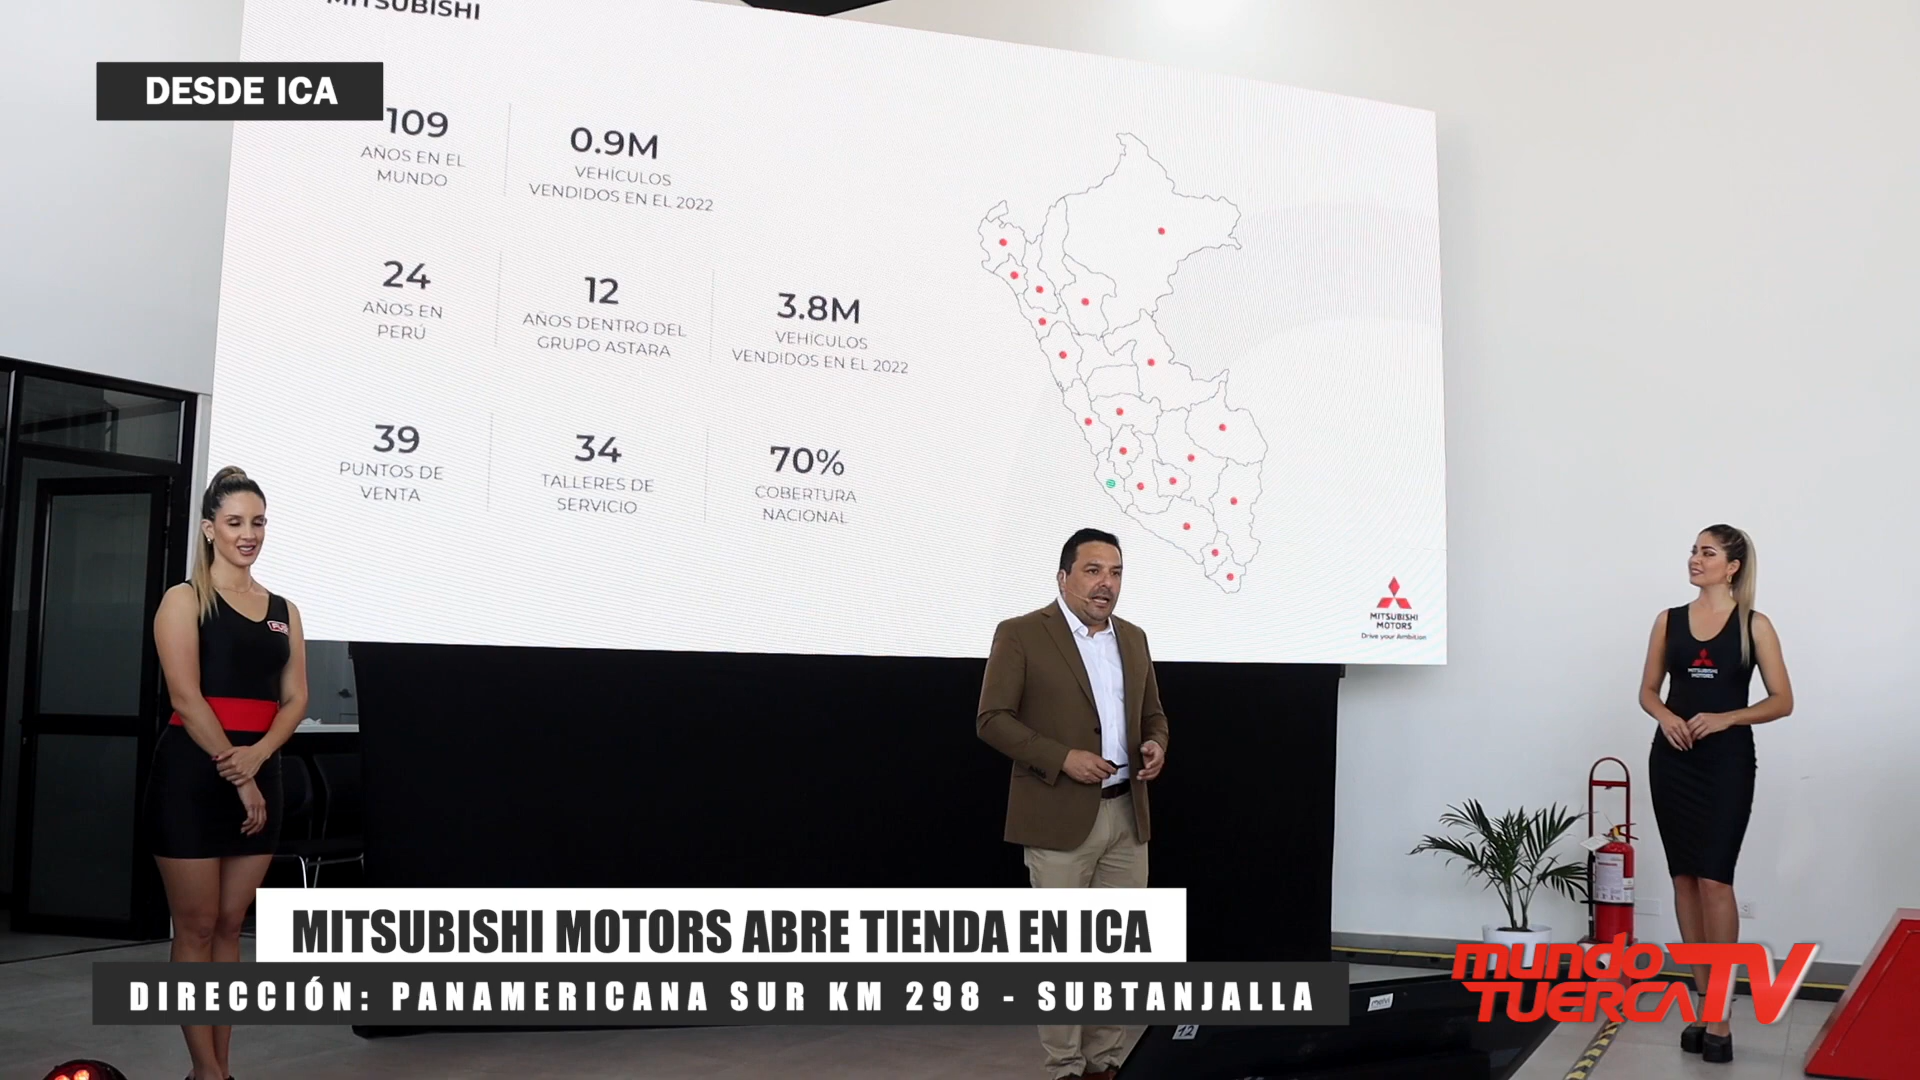 MITSUBISHI
DESDE ICA
109
AÑOS EN EL
MUNDO
0.9M
VEHÍCULOS
VENDIDOS EN EL 2022
24
AÑOS EN
PERÚ
12
AÑOS DENTRO DEL
GRUPO ASTARA
3.8M
VEHÍCULOS
VENDIDOS EN EL 2022
39
PUNTOS DE
VENTA
34
TALLERES DE
SERVICIO
70%
COBERTURA
NACIONAL
MITSUBISHI
MOTORS
Drive your Ambition
MITSUBISHI
MOTORS
MITSUBISHI MOTORS ABRE TIENDA EN ICA
DIRECCIÓN: PANAMERICANA SUR KM 298 - SUBTANJALLA
mundo
TUERCA TV
12